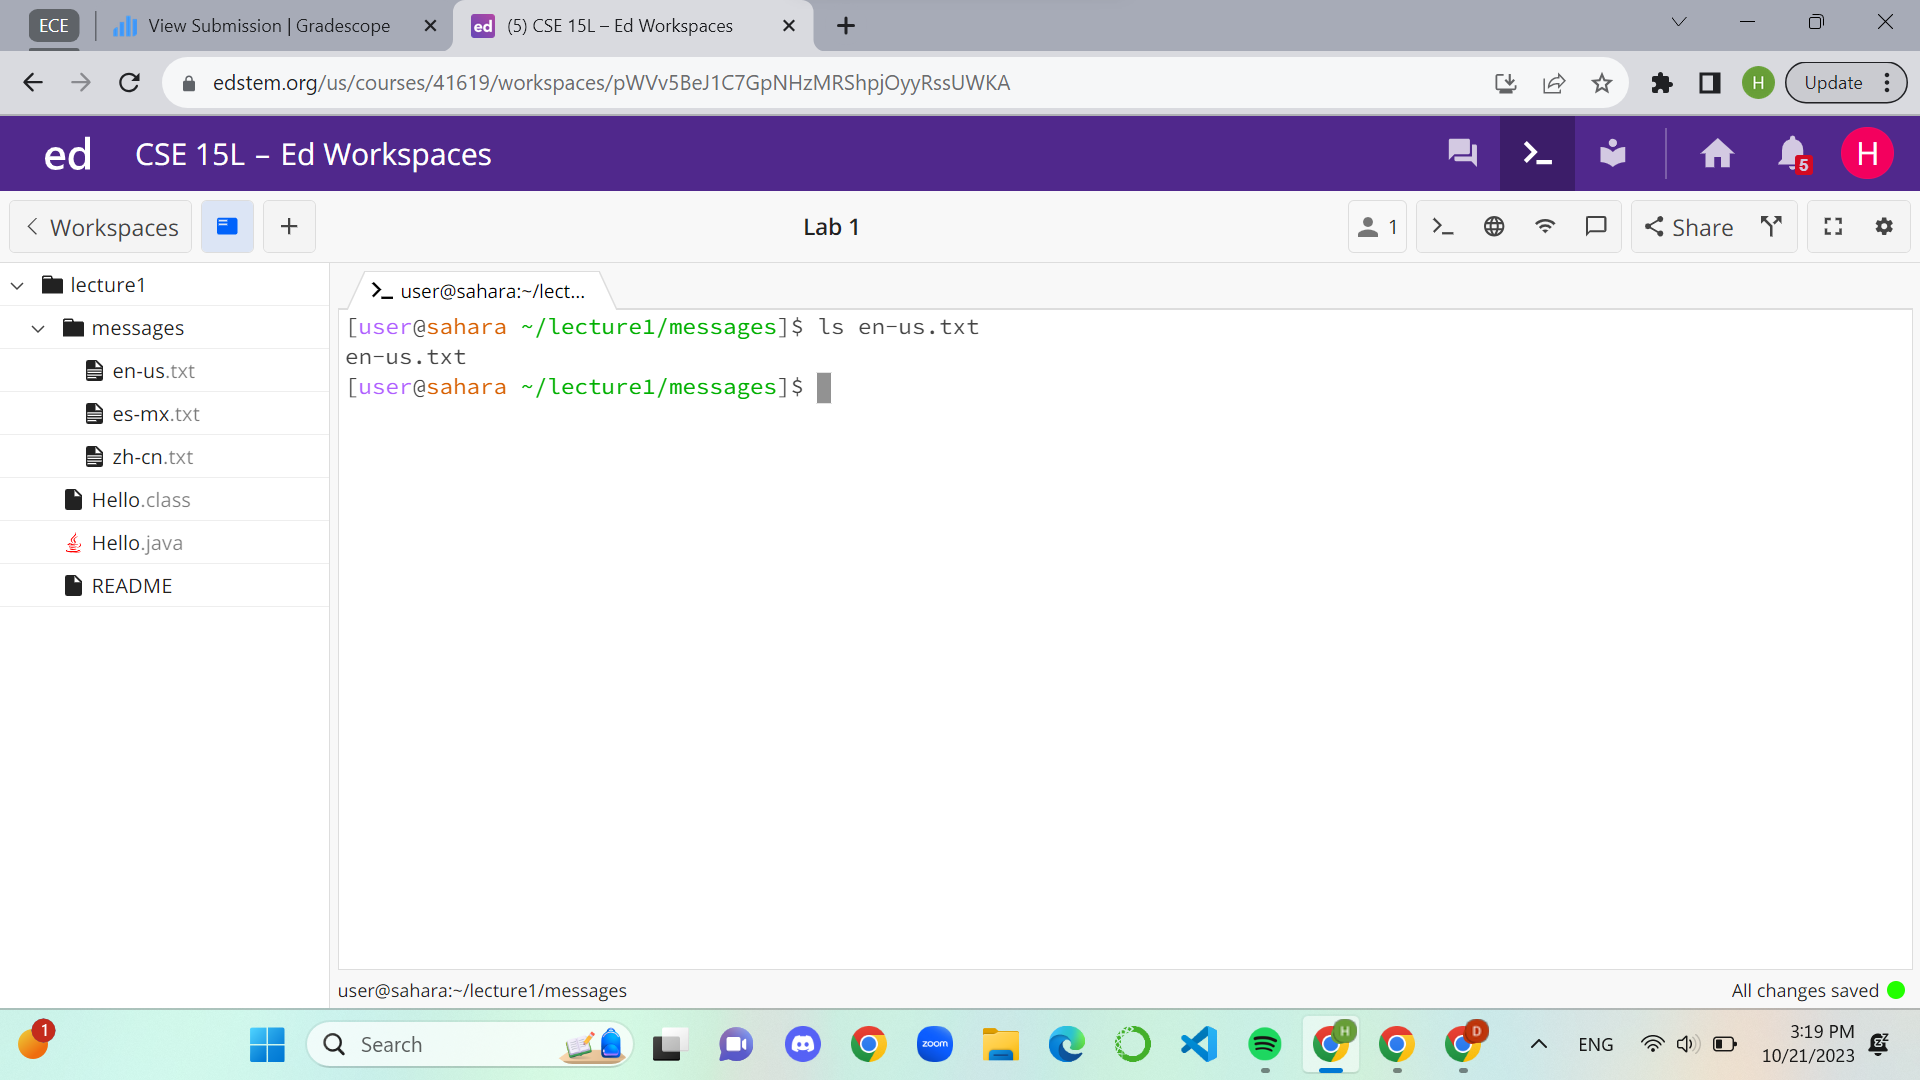 ECE
View Submission | Gradescope
ed
(5) CSE 15L – Ed Workspaces
edstem.org/us/courses/41619/workspaces/pWVv5BeJ1C7GpNHzMRShpjOyyRssUWKA
H
Update
ed
CSE 15L – Ed Workspaces
5
H
Workspaces
Lab 1
1
Share
lecture1
messages
en-us.txt
es-mx.txt
zh-cn.txt
Hello.class
Hello.java
README
user@sahara:~/lect...
[user@sahara ~/lecture1/messages]$ ls en-us.txt
en-us.txt
[user@sahara ~/lecture1/messages]$
user@sahara:~/lecture1/messages
All changes saved
1
Search
zoom
H
D
ENG
3:19 PM
10/21/2023